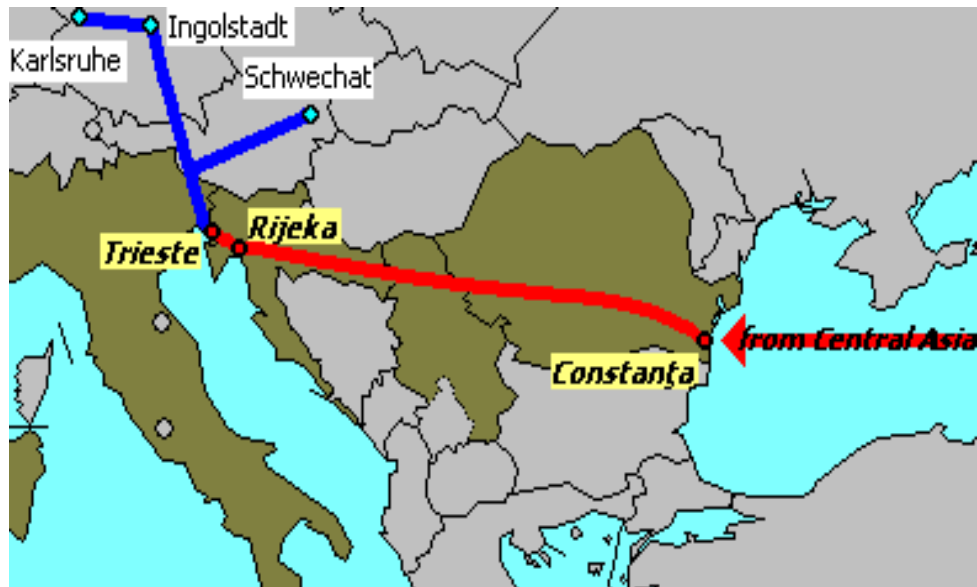 Ingolstadt
Karlsruhe
Schwechat
Rijeka
Trieste
from Central Asia
Constanţa